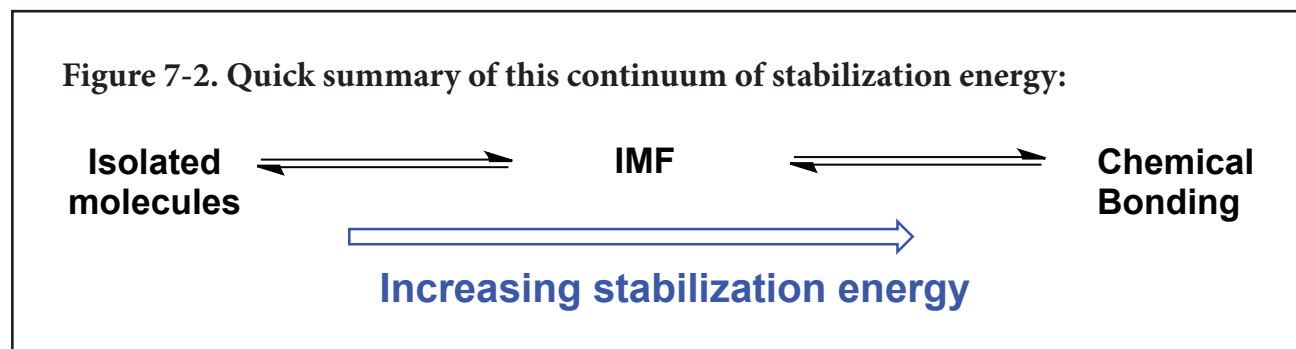 Figure 7-2. Quick summary of this continuum of stabilization energy:
Isolated molecules
IMF
Chemical Bonding
Increasing stabilization energy